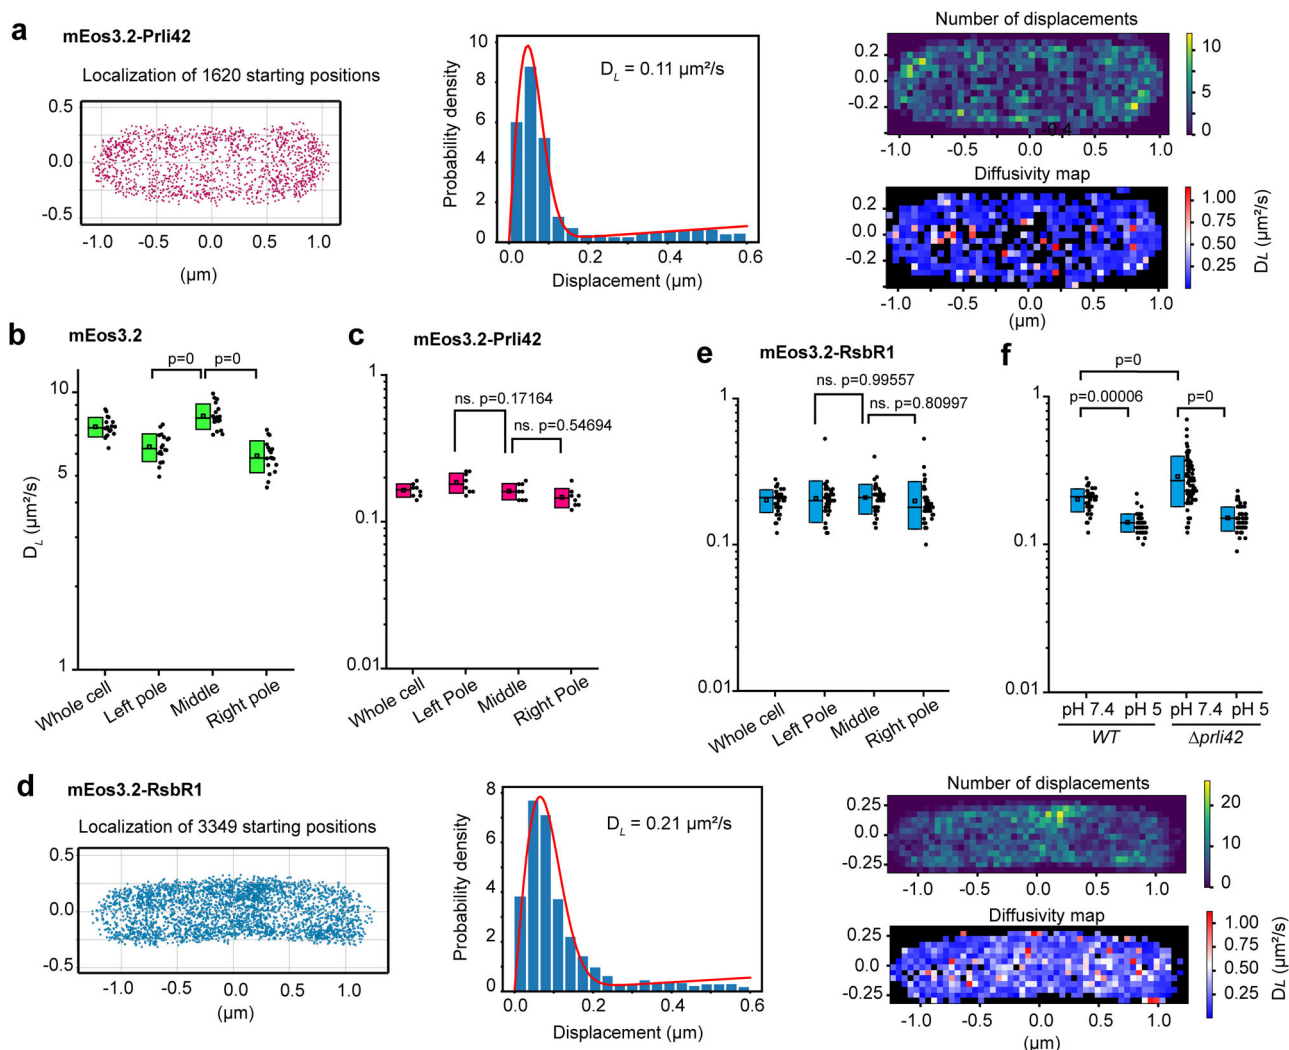 a
mEos3.2-Prli42
Localization of 1620 starting positions
0.5
0.0
-0.5
-1.0 -0.5 0.0 0.5 1.0
(µm)
10
8
6
4
2
0
Probability density
D_L = 0.11 µm²/s
0.0 0.2 0.4 0.6
Displacement (µm)
Number of displacements
0.2
0.0
-0.2
-0.4
-1.0 -0.5 0.0 0.5 1.0
10
5
0
Diffusivity map
0.2
0.0
-0.2
-1.0 -0.5 0.0 0.5 1.0
(µm)
1.00
0.75
0.50
0.25
D_L (µm²/s)
b
mEos3.2
p=0 p=0
10
5
1
D_L (µm²/s)
Whole cell Left pole Middle Right pole
c
mEos3.2-Prli42
1
0.1
0.01
ns. p=0.17164
ns. p=0.54694
Whole cell Left Pole Middle Right Pole
e
mEos3.2-RsbR1
1
0.1
0.01
ns. p=0.99557
ns. p=0.80997
Whole cell Left Pole Middle Right pole
f
p=0
p=0.00006 p=0
1
0.1
0.01
pH 7.4 pH 5 pH 7.4 pH 5
WT Δprli42
d
mEos3.2-RsbR1
Localization of 3349 starting positions
0.5
0.0
-0.5
-1.0 -0.5 0.0 0.5 1.0
(µm)
8
6
4
2
0
Probability density
D_L = 0.21 µm²/s
0.0 0.2 0.4 0.6
Displacement (µm)
Number of displacements
0.25
0.0
-0.25
-1.0 -0.5 0.0 0.5 1.0
20
10
0
Diffusivity map
0.25
0.0
-0.25
-1.0 -0.5 0.0 0.5 1.0
(µm)
1.00
0.75
0.50
0.25
D_L (µm²/s)